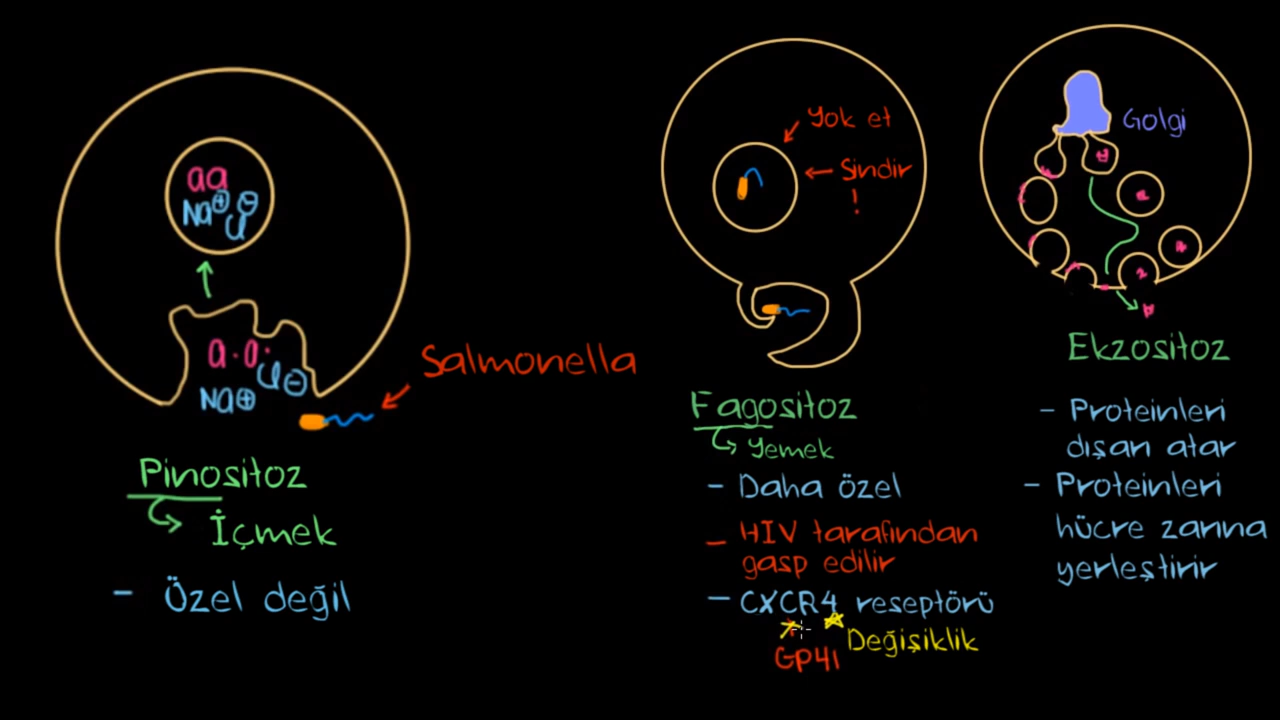 aa
Na⊕ Cl⊖
a.a.
Cl⊖
Na⊕
Salmonella
Pinositoz
İçmek
- Üzel değil
Yok et
Sindir
!
Fagositoz
Yemek
- Daha özel
- HIV tarafından
gasp edilir
- CXCR4 reseptörü
Değişiklik
GP41
Golgi
Ekzositoz
- Proteinleri
dışarı atar
- Proteinleri
hücre zarına
yerleştirir